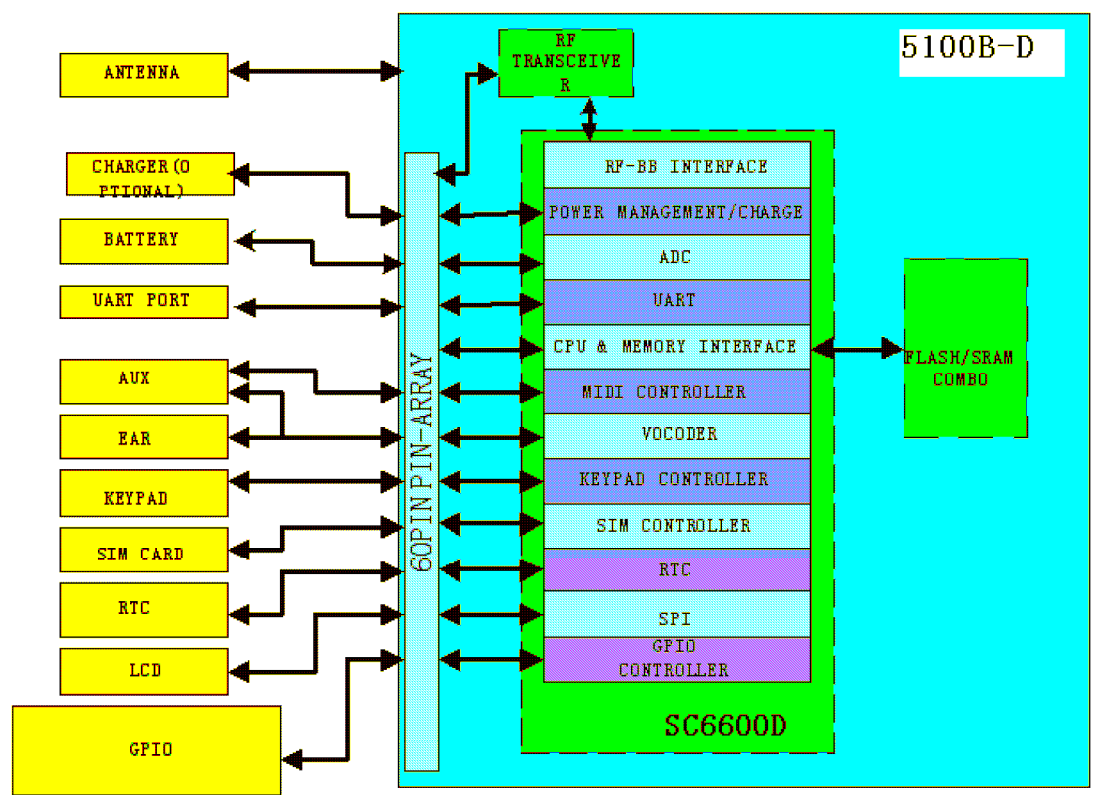 5100B-D
RF
TRANSCEIVE
R
ANTENNA
CHARGER(O
PTIONAL)
BATTERY
UART PORT
AUX
EAR
KEYPAD
SIM CARD
RTC
LCD
GPIO
60PIN PIN-ARRAY
RF-BB INTERFACE
POWER MANAGEMENT/CHARGE
ADC
UART
CPU & MEMORY INTERFACE
MIDI CONTROLLER
VOCODER
KEYPAD CONTROLLER
SIM CONTROLLER
RTC
SPI
GPIO
CONTROLLER
SC6600D
FLASH/SRAM
COMBO